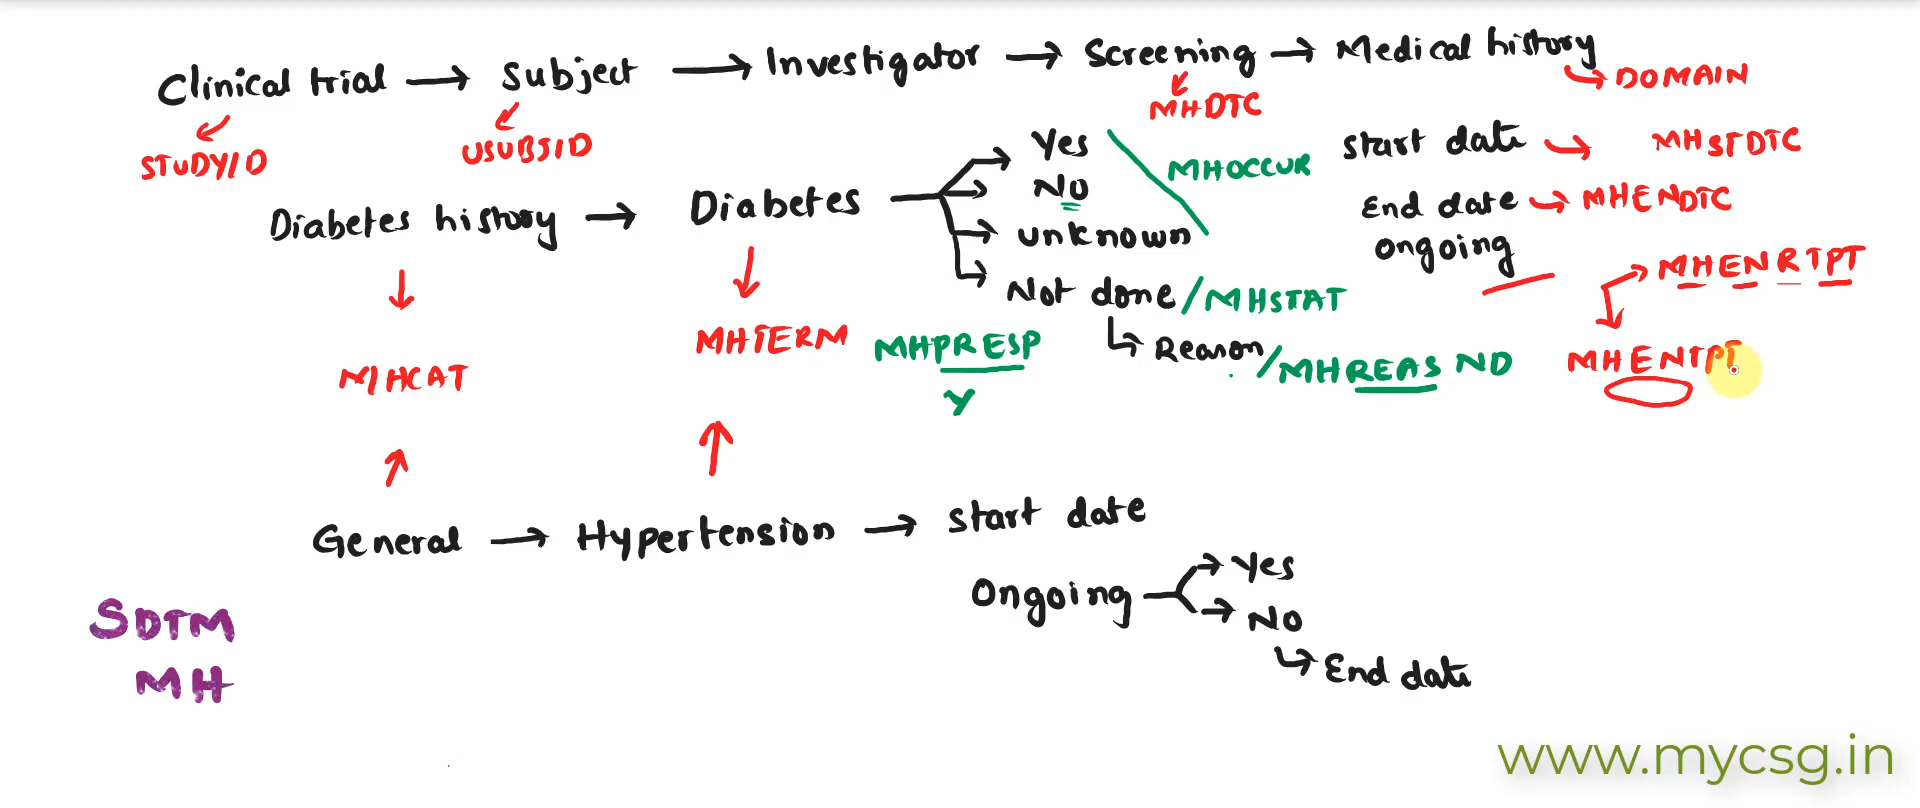 Clinical trial → Subject → Investigator → Screening → Medical history
DOMAIN
STUDYID
USUBJID
MHDTC
Diabetes history → Diabetes
Yes
No
unknown
Not done / MHSTAT
Reason / MHREASND
MHOCCUR
start date → MHSTDTC
End date → MHENDTC
ongoing
MHENRTPT
MHENTPT
MHCAT
MHTERM
MHPRESP
Y
General → Hypertension → start date
Ongoing
Yes
No
End date
SDTM
MH
www.mycsg.in